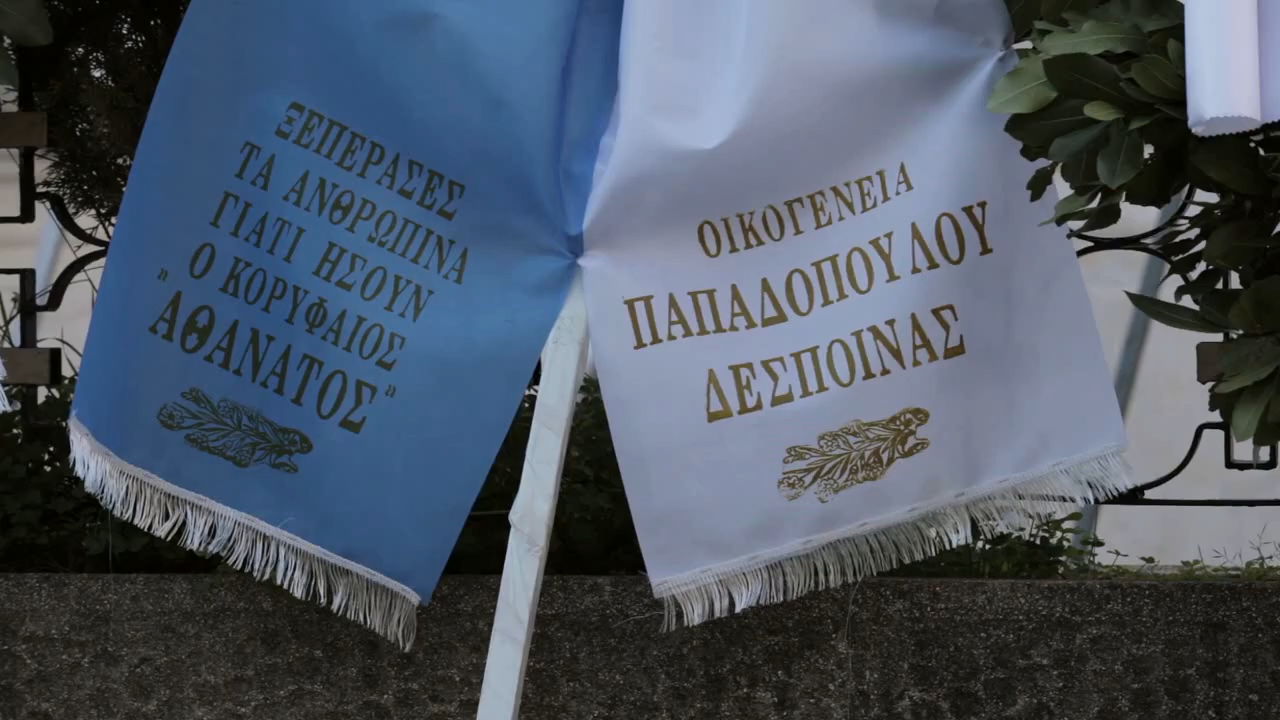 ΞΕΠΕΡΑΣΕΣ
ΤΑ ΑΝΘΡΩΠΙΝΑ
ΓΙΑΤΙ ΗΣΟΥΝ
Ο ΚΟΡΥΦΑΙΟΣ
„ΑΘΑΝΑΤΟΣ"
ΟΙΚΟΓΕΝΕΙΑ
ΠΑΠΑΔΟΠΟΥΛΟΥ
ΔΕΣΠΟΙΝΑΣ